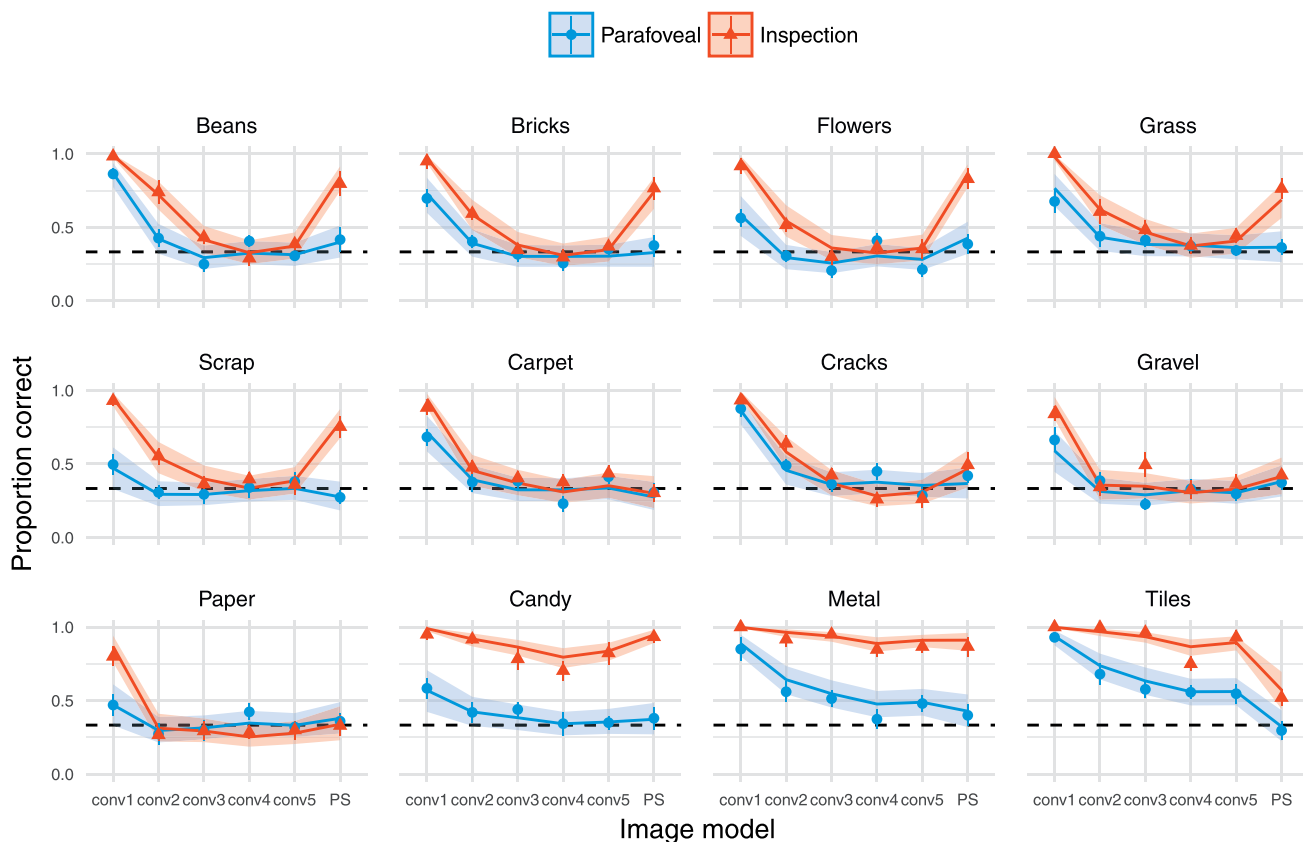 Parafoveal Inspection
Beans Bricks Flowers Grass
1.0
0.5
0.0
Scrap Carpet Cracks Gravel
1.0
0.5
0.0
Proportion correct
Paper Candy Metal Tiles
1.0
0.5
0.0
conv1 conv2 conv3 conv4 conv5 PS conv1 conv2 conv3 conv4 conv5 PS conv1 conv2 conv3 conv4 conv5 PS conv1 conv2 conv3 conv4 conv5 PS
Image model